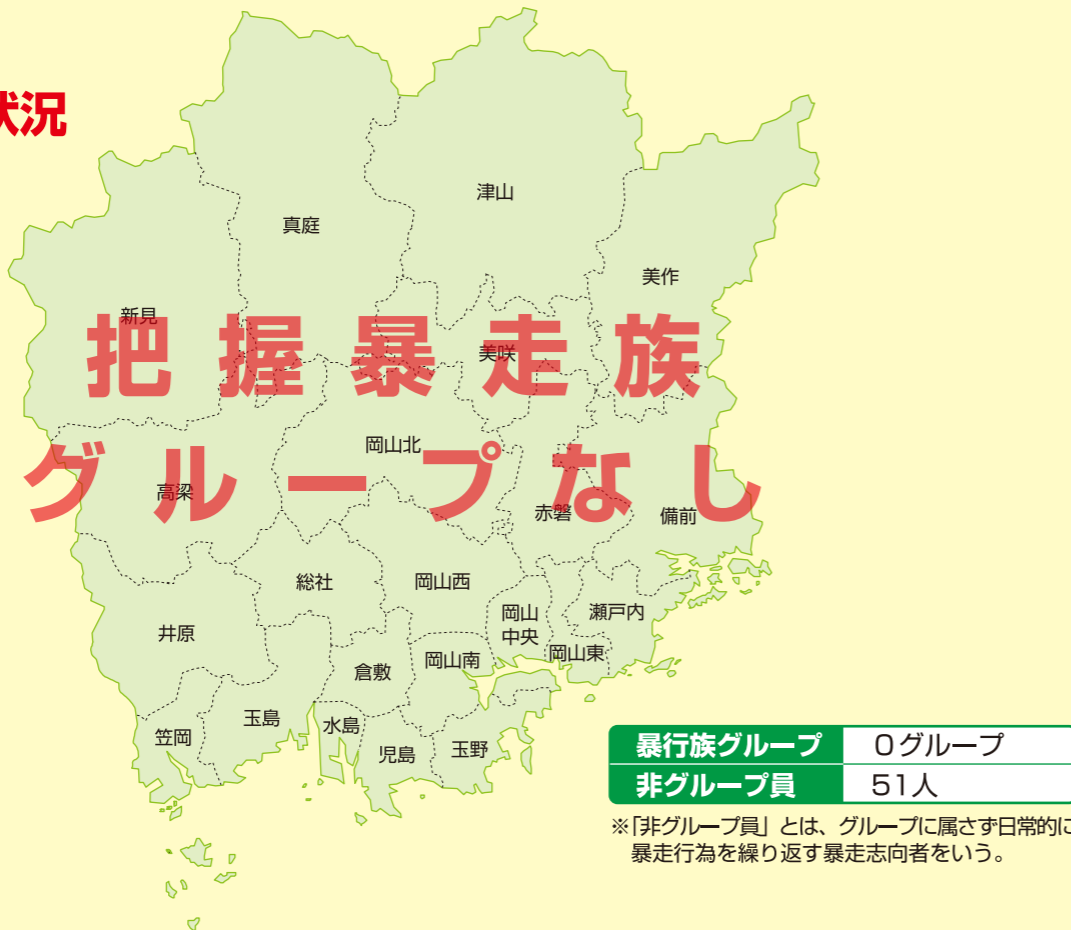 状況
津山
真庭
美作
新見
把握暴走族
美咲
岡山北
グループなし
高梁
赤磐
備前
総社
岡山西
岡山
中央
瀬戸内
井原
岡山東
倉敷
岡山南
玉島
水島
笠岡
児島
玉野
暴行族グループ 0グループ
非グループ員 51人
※「非グループ員」とは、グループに属さず日常的に
暴走行為を繰り返す暴走志向者をいう。